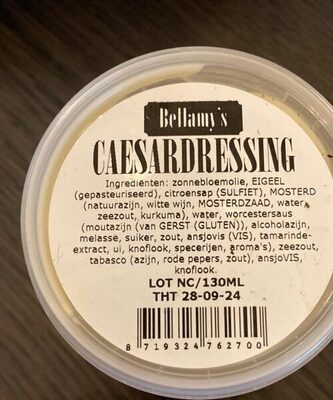 Bellamy's
CAESARDRESSING
Ingrediënten: zonnebloemolie, EIGEEL
(gepasteuriseerd), citroensap (SULFIET), MOSTERD
(natuurazijn, witte wijn, MOSTERDZAAD, water,
zeezout, kurkuma), water, worcestersaus
(moutazijn (van GERST (GLUTEN)), alcoholazijn,
melasse, suiker, zout, ansjovis (VIS), tamarinde-
extract, ui, knoflook, specerijen, aroma's), zeezout,
tabasco (azijn, rode pepers, zout), ansjoVIS,
knoflook.
LOT NC/130ML
THT 28-09-24
8 719324 762700